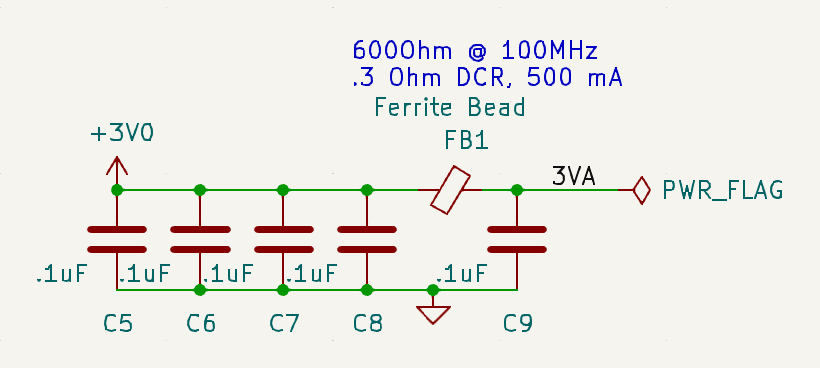 600Ohm @ 100MHz
.3 Ohm DCR, 500 mA
Ferrite Bead
+3V0
FB1
3VA
PWR_FLAG
.1uF .1uF .1uF .1uF .1uF
C5 C6 C7 C8 C9